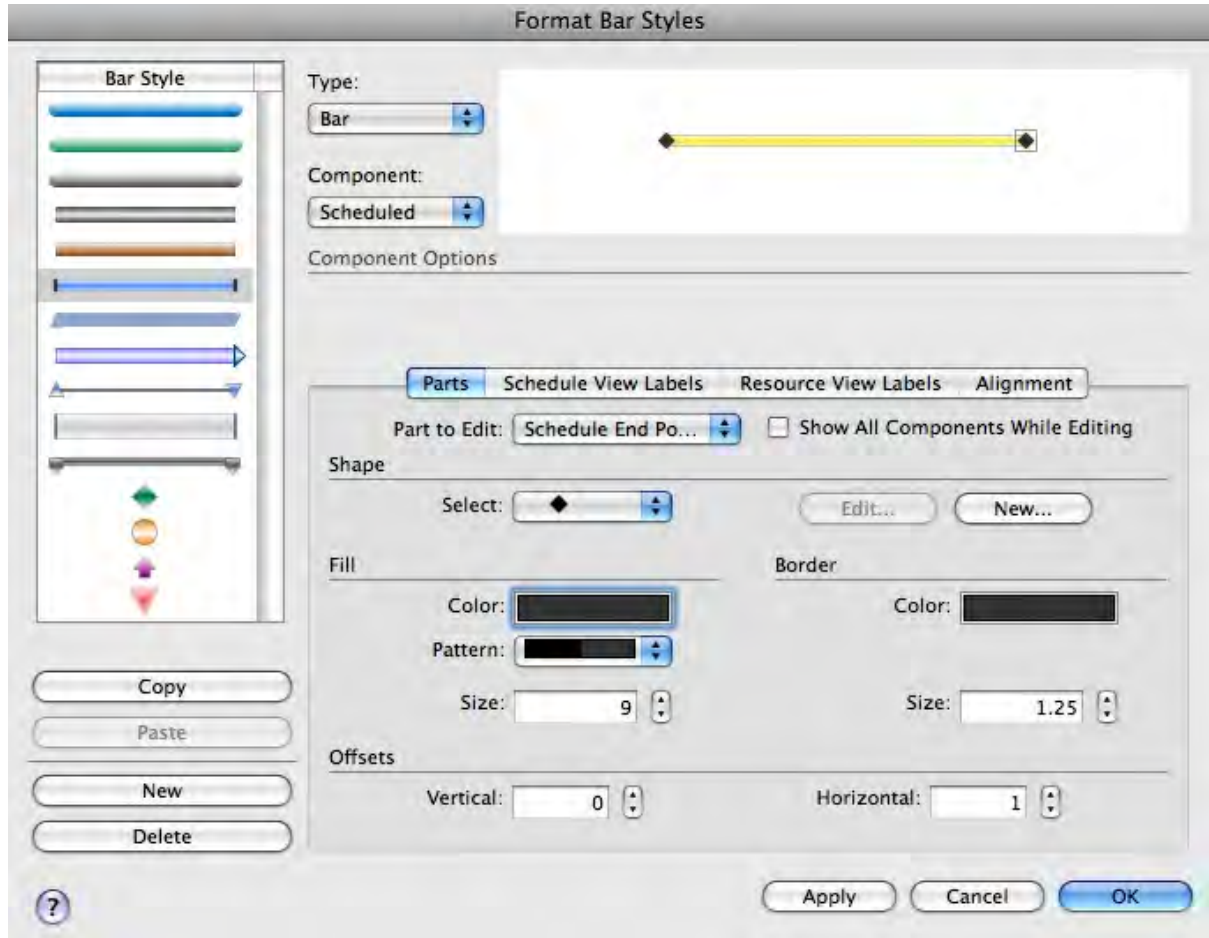 Format Bar Styles
Bar Style
Type:
Bar
Component:
Scheduled
Component Options
Parts Schedule View Labels Resource View Labels Alignment
Part to Edit: Schedule End Po... Show All Components While Editing
Shape
Select: Edit... New...
Fill Border
Color: Color:
Pattern:
Size: 9 Size: 1.25
Offsets
Vertical: 0 Horizontal: 1
Copy
Paste
New
Delete
? Apply Cancel OK